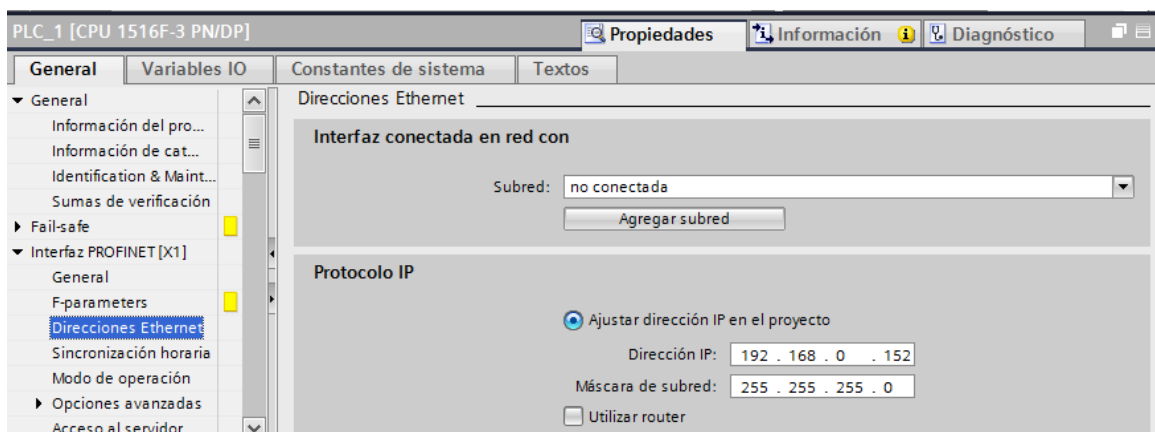 PLC_1 [CPU 1516F-3 PN/DP]
Propiedades
Información
Diagnóstico
General
Variables IO
Constantes de sistema
Textos
General
Información del pro...
Información de cat...
Identification & Maint...
Sumas de verificación
Fail-safe
Interfaz PROFINET [X1]
General
F-parameters
Direcciones Ethernet
Sincronización horaria
Modo de operación
Opciones avanzadas
Acceso al servidor
Direcciones Ethernet
Interfaz conectada en red con
Subred: no conectada
Agregar subred
Protocolo IP
Ajustar dirección IP en el proyecto
Dirección IP: 192 . 168 . 0 . 152
Máscara de subred: 255 . 255 . 255 . 0
Utilizar router